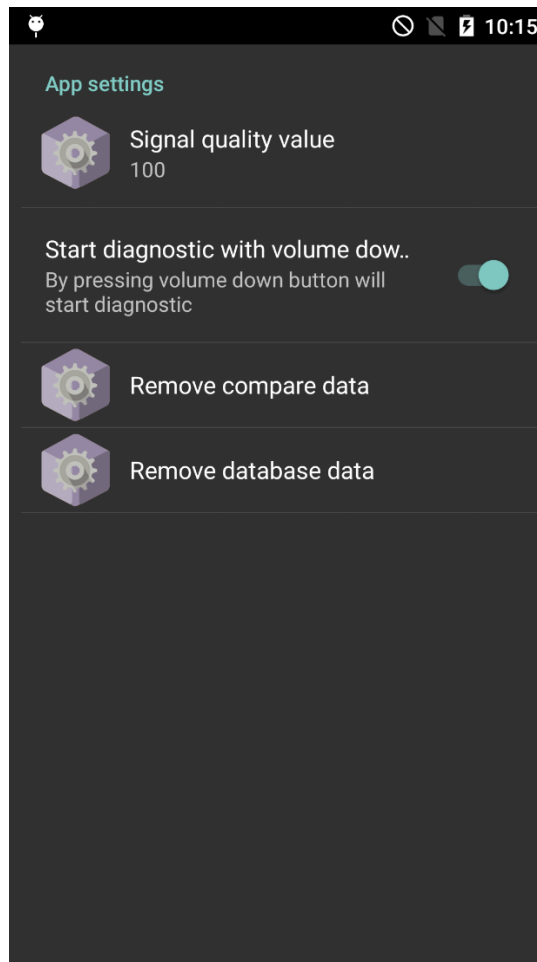 10:15
App settings
Signal quality value
100
Start diagnostic with volume dow..
By pressing volume down button will
start diagnostic
Remove compare data
Remove database data